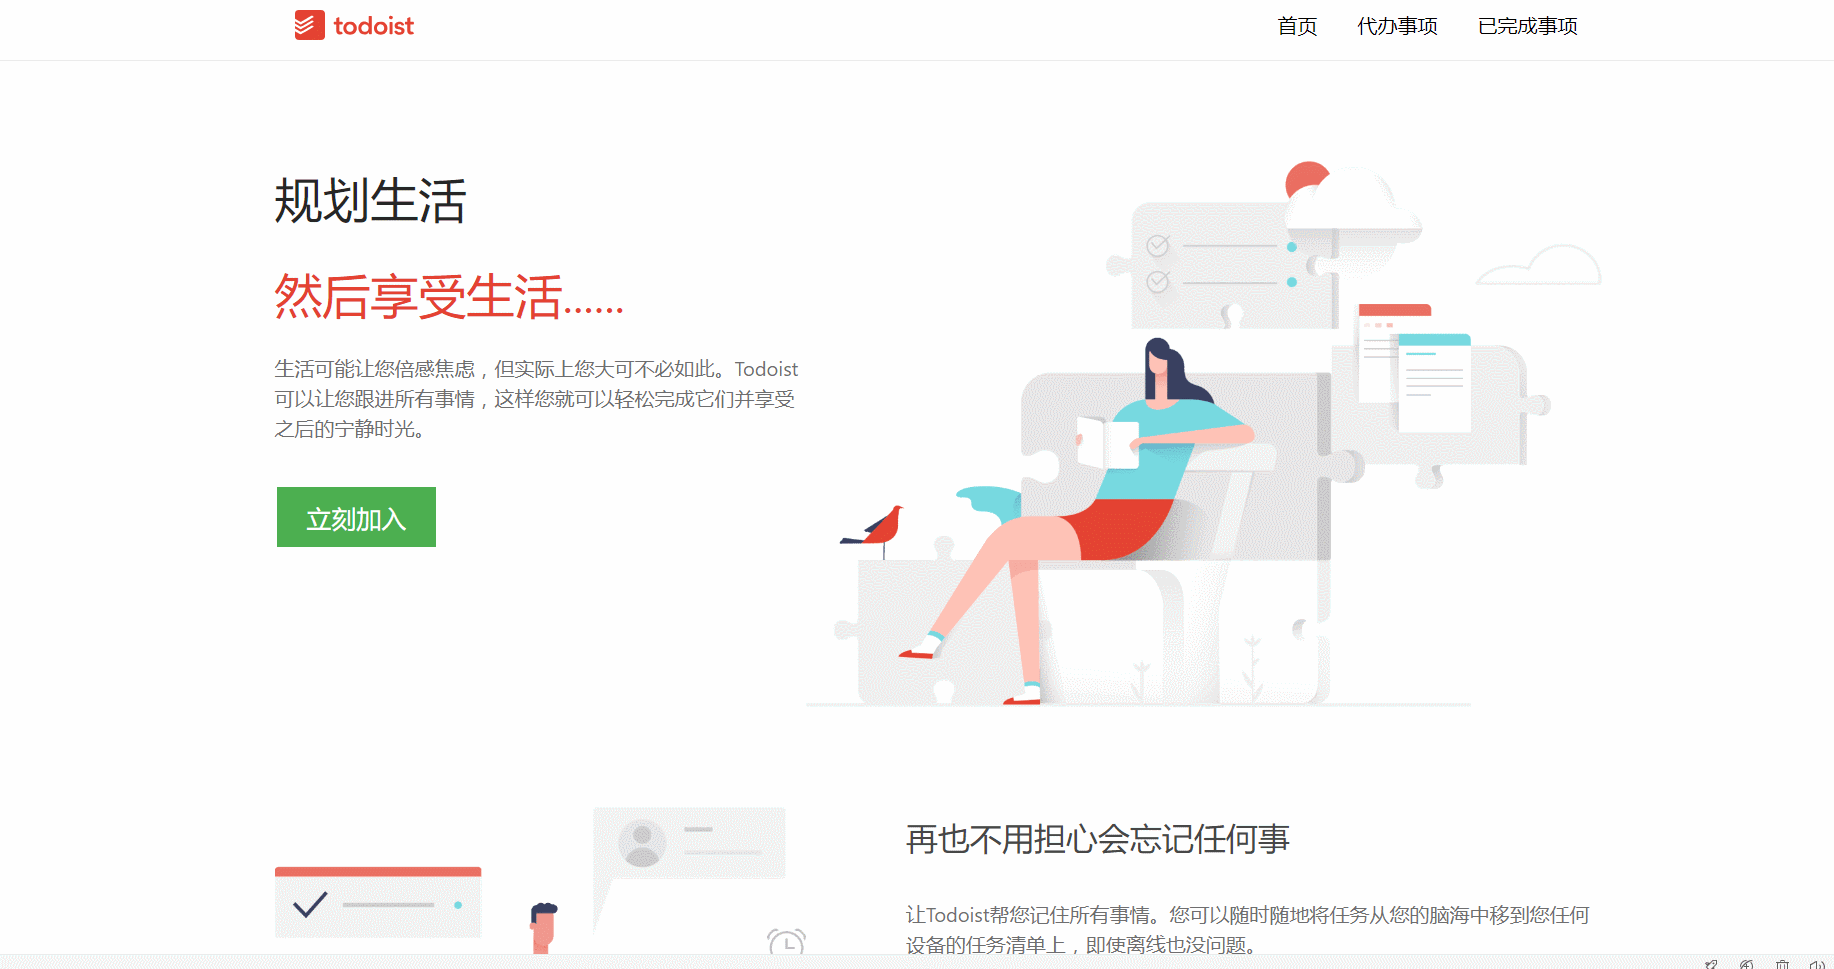 todoist
首页
代办事项
已完成事项
规划生活
然后享受生活......
生活可能让您倍感焦虑，但实际上您大可不必如此。Todoist
可以让您跟进所有事情，这样您就可以轻松完成它们并享受
之后的宁静时光。
立刻加入
再也不用担心会忘记任何事
让Todoist帮您记住所有事情。您可以随时随地将任务从您的脑海中移到您任何
设备的任务清单上，即使离线也没问题。